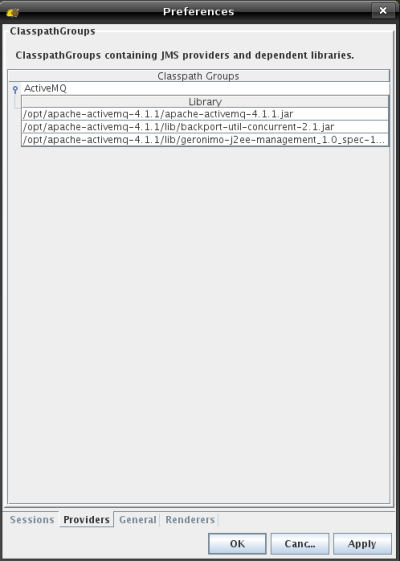 Preferences
ClasspathGroups
ClasspathGroups containing JMS providers and dependent libraries.
Classpath Groups
ActiveMQ
Library
/opt/apache-activemq-4.1.1/apache-activemq-4.1.1.jar
/opt/apache-activemq-4.1.1/lib/backport-util-concurrent-2.1.jar
/opt/apache-activemq-4.1.1/lib/geronimo-j2ee-management_1.0_spec-1...
Sessions Providers General Renderers
OK Canc... Apply